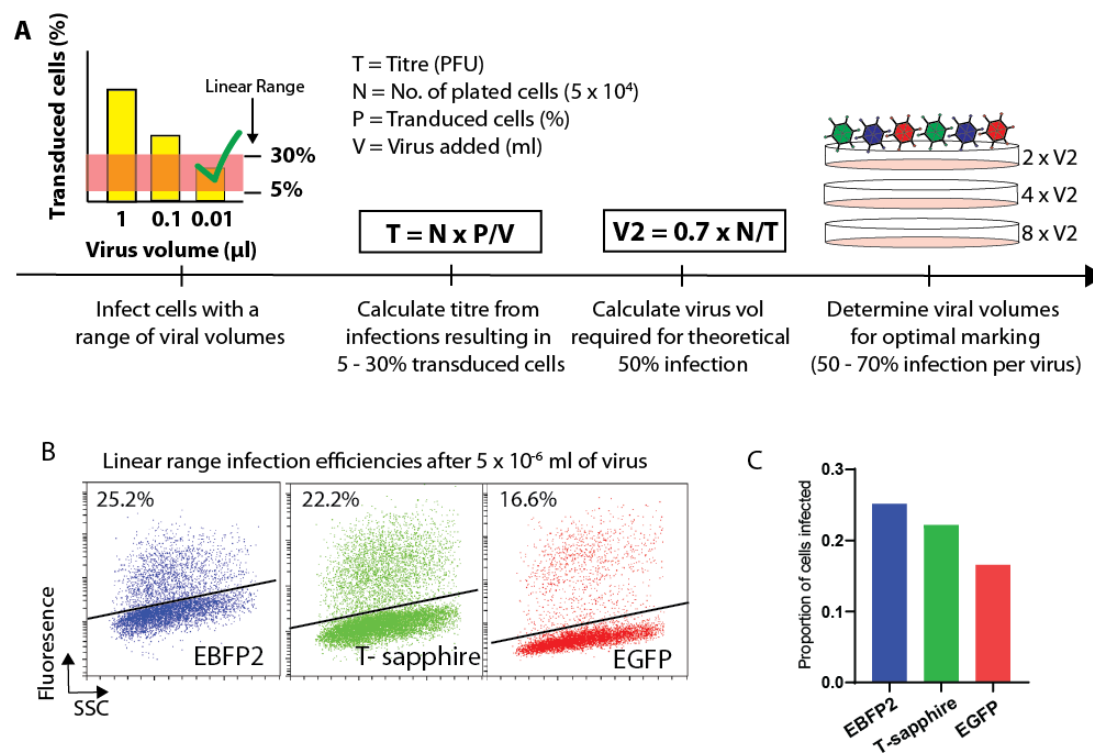 A
Transduced cells (%)
Linear Range
30%
5%
1 0.1 0.01
Virus volume (µl)
T = Titre (PFU)
N = No. of plated cells (5 x 10⁴)
P = Tranduced cells (%)
V = Virus added (ml)
T = N x P/V
V2 = 0.7 x N/T
2 x V2
4 x V2
8 x V2
Infect cells with a
range of viral volumes
Calculate titre from
infections resulting in
5 - 30% transduced cells
Calculate virus vol
required for theoretical
50% infection
Determine viral volumes
for optimal marking
(50 - 70% infection per virus)
B
Linear range infection efficiencies after 5 x 10⁻⁶ ml of virus
25.2%
EBFP2
22.2%
T- sapphire
16.6%
EGFP
Fluoresence
SSC
C
Proportion of cells infected
0.3
0.2
0.1
0.0
EBFP2
T-sapphire
EGFP